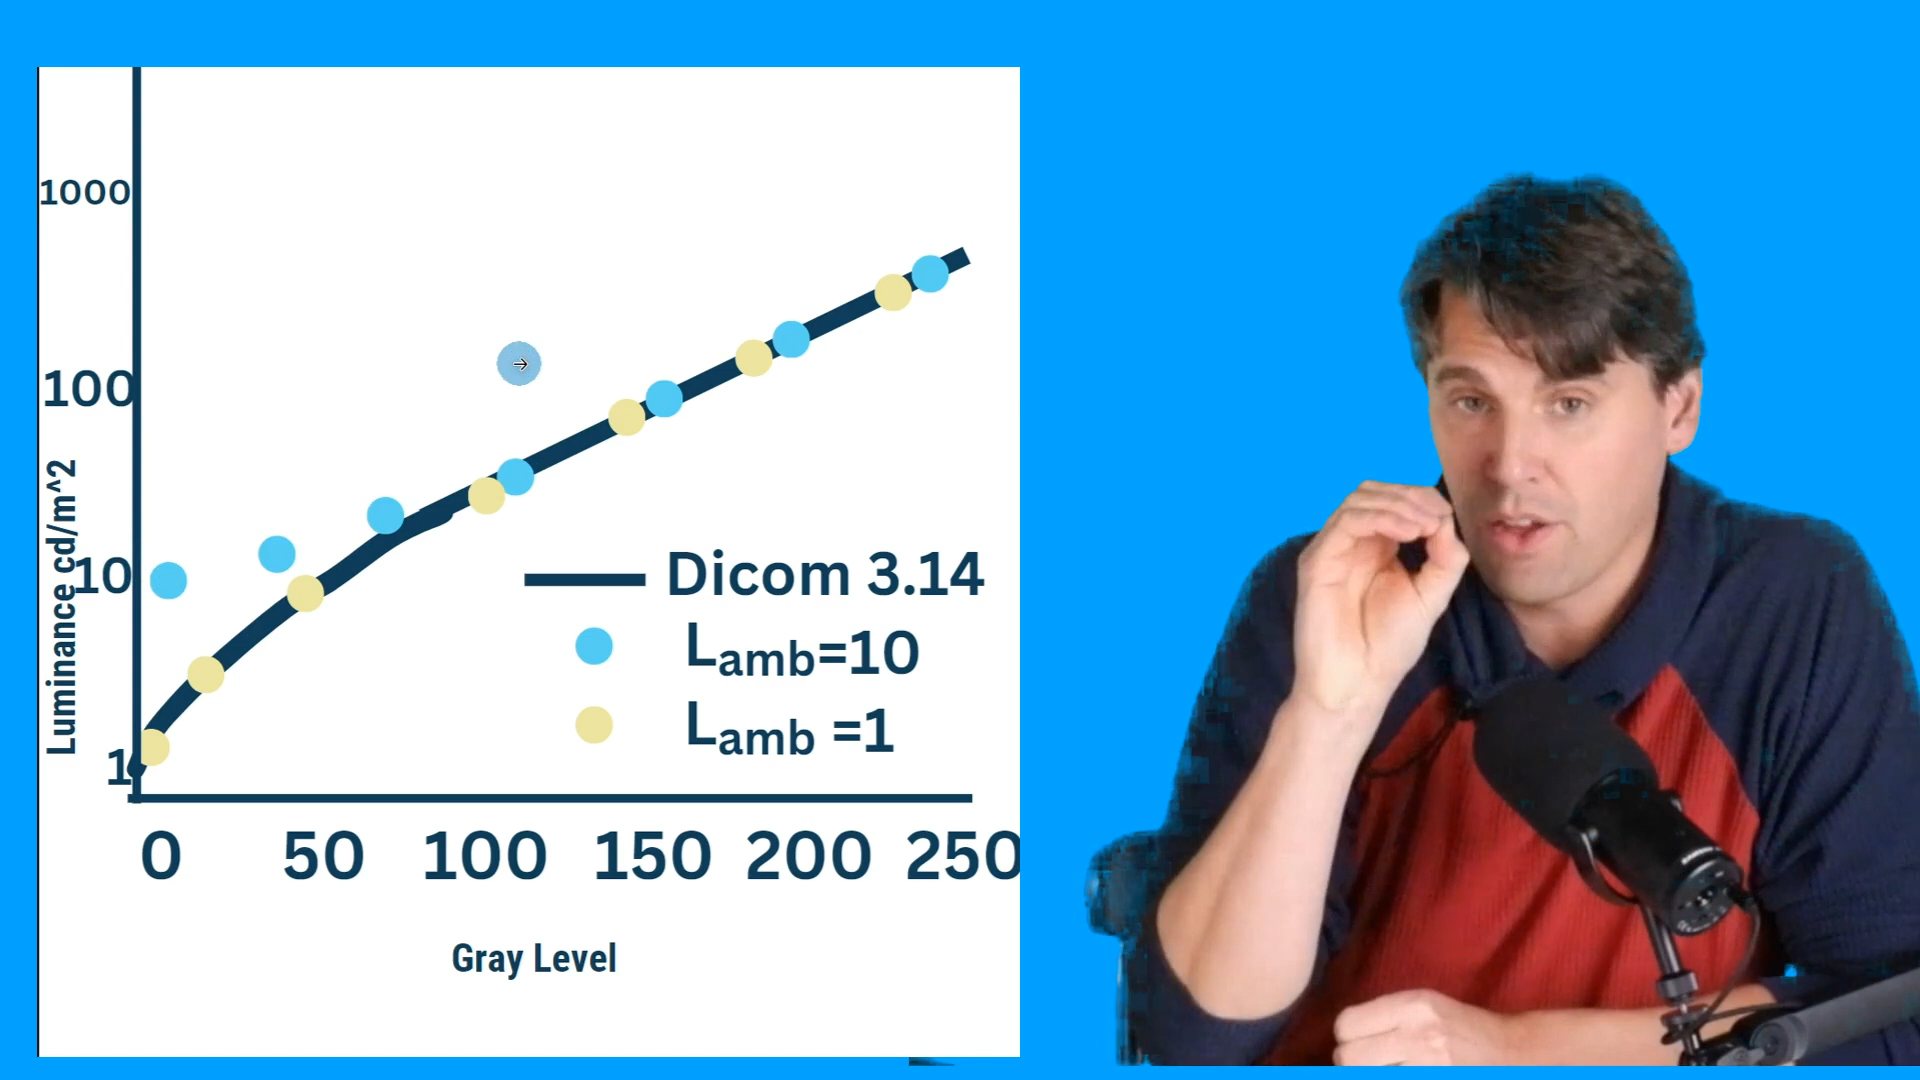 1000
100
10
1
Luminance cd/m^2
Dicom 3.14
Lamb=10
Lamb =1
0 50 100 150 200 250
Gray Level